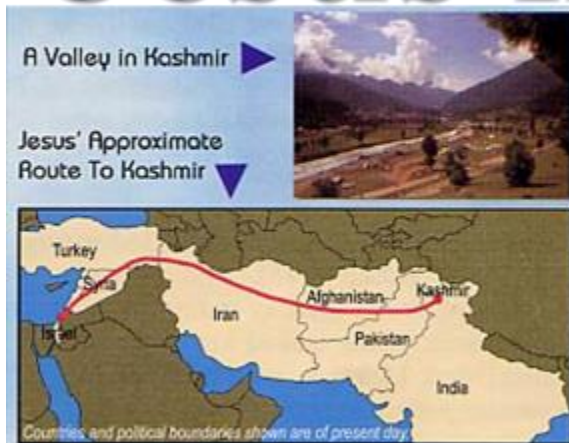 A Valley in Kashmir
Jesus' Approximate
Route To Kashmir
Turkey
Syria
Israel
Iran
Afghanistan
Pakistan
Kashmir
India
Countries and political boundaries shown are of present day.